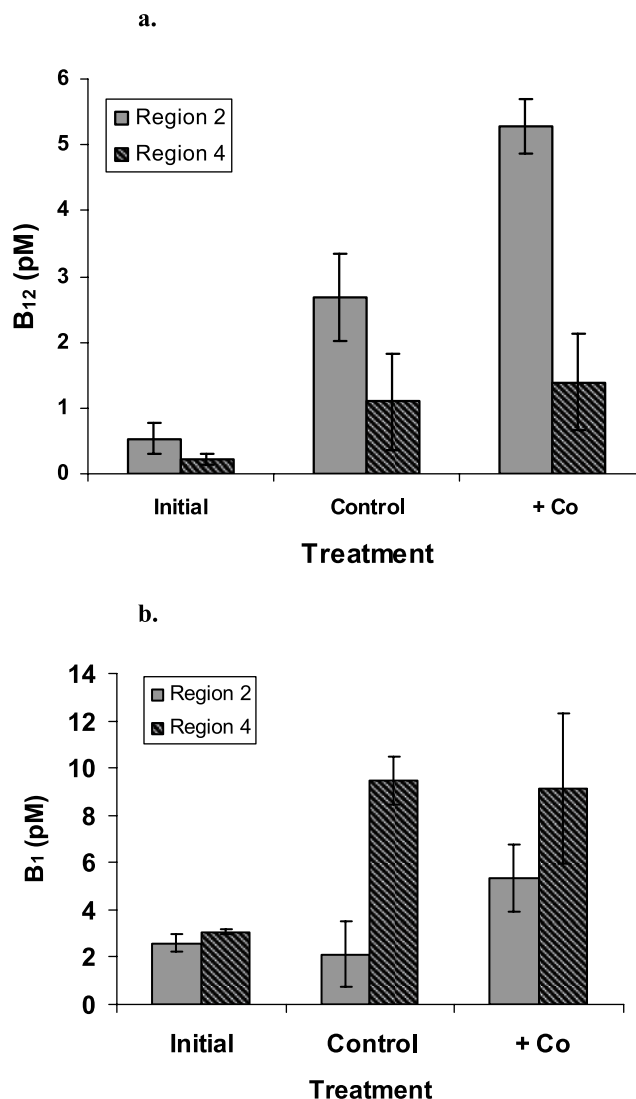 a.
6
5
4
3
2
1
0
B12 (pM)
Region 2
Region 4
Initial Control + Co
Treatment
b.
14
12
10
8
6
4
2
0
B1 (pM)
Region 2
Region 4
Initial Control + Co
Treatment